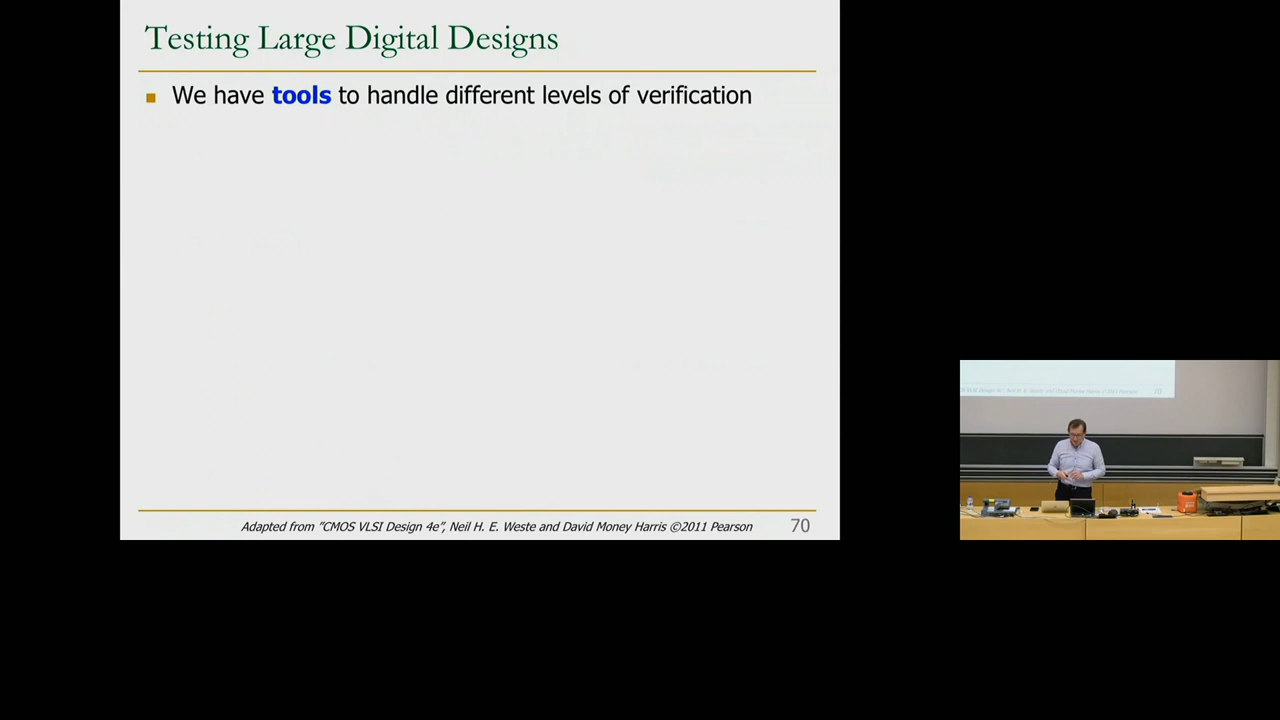 Testing Large Digital Designs
We have tools to handle different levels of verification
Adapted from "CMOS VLSI Design 4e", Neil H. E. Weste and David Money Harris ©2011 Pearson
70